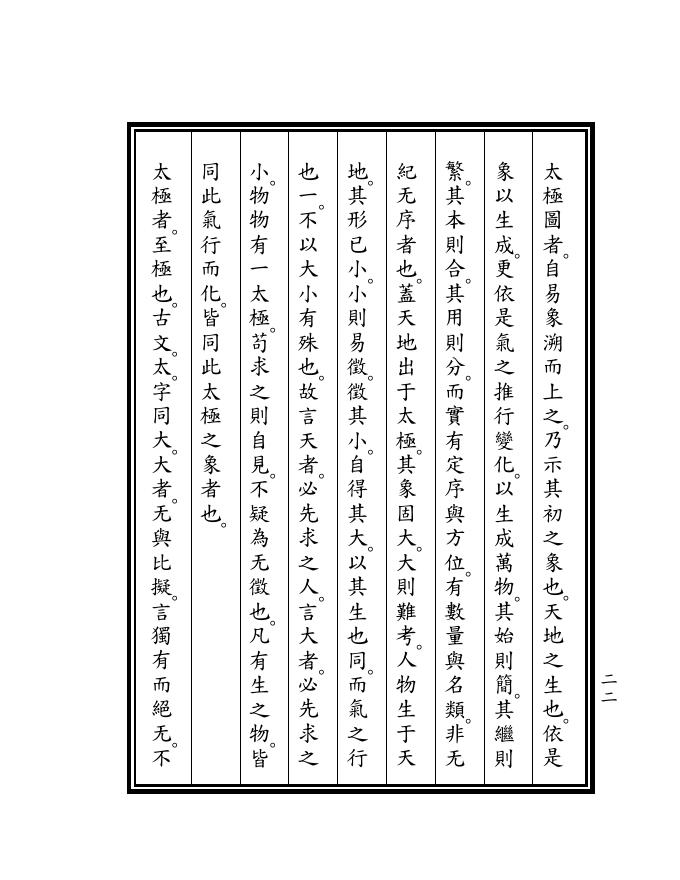 太極圖者。自易象溯而上之。乃示其初之象也。天地之生也。依是
象以生成。更依是氣之推行變化。以生成萬物。其始則簡。其繼則
繁。其本則合。其用則分。而實有定序與方位。有數量與名類。非无
紀无序者也。蓋天地出于太極。其象固大。大則難考。人物生于天
地。其形已小。小則易徵。徵其小。自得其大。以其生也同。而氣之行
也一。不以大小有殊也。故言天者。必先求之人。言大者。必先求之
小。物物有一太極。苟求之則自見。不疑為无徵也。凡有生之物。皆
同此氣行而化。皆同此太極之象者也。
太極者。至極也。古文。太。字同大。大者。无與比擬。言獨有而絕无。不
二二